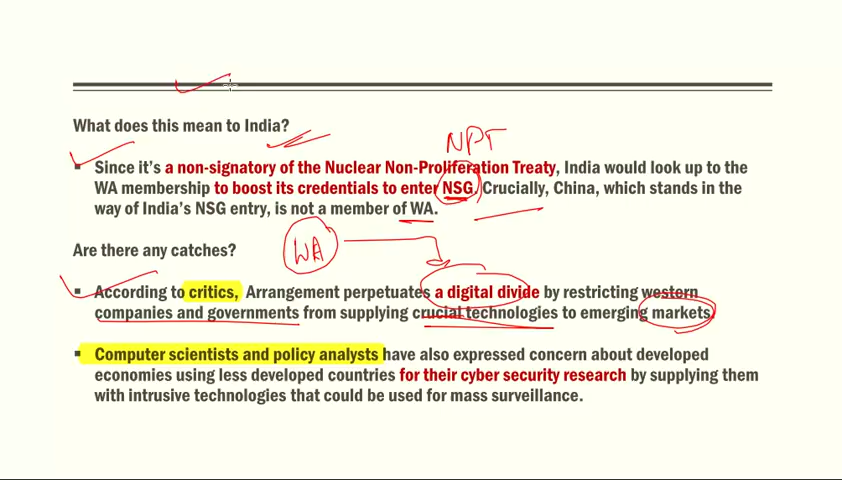 What does this mean to India?
NPT
▪ Since it's a non-signatory of the Nuclear Non-Proliferation Treaty, India would look up to the
WA membership to boost its credentials to enter NSG. Crucially, China, which stands in the
way of India's NSG entry, is not a member of WA.
Are there any catches?
WA
▪ According to critics, Arrangement perpetuates a digital divide by restricting western
companies and governments from supplying crucial technologies to emerging markets
▪ Computer scientists and policy analysts have also expressed concern about developed
economies using less developed countries for their cyber security research by supplying them
with intrusive technologies that could be used for mass surveillance.